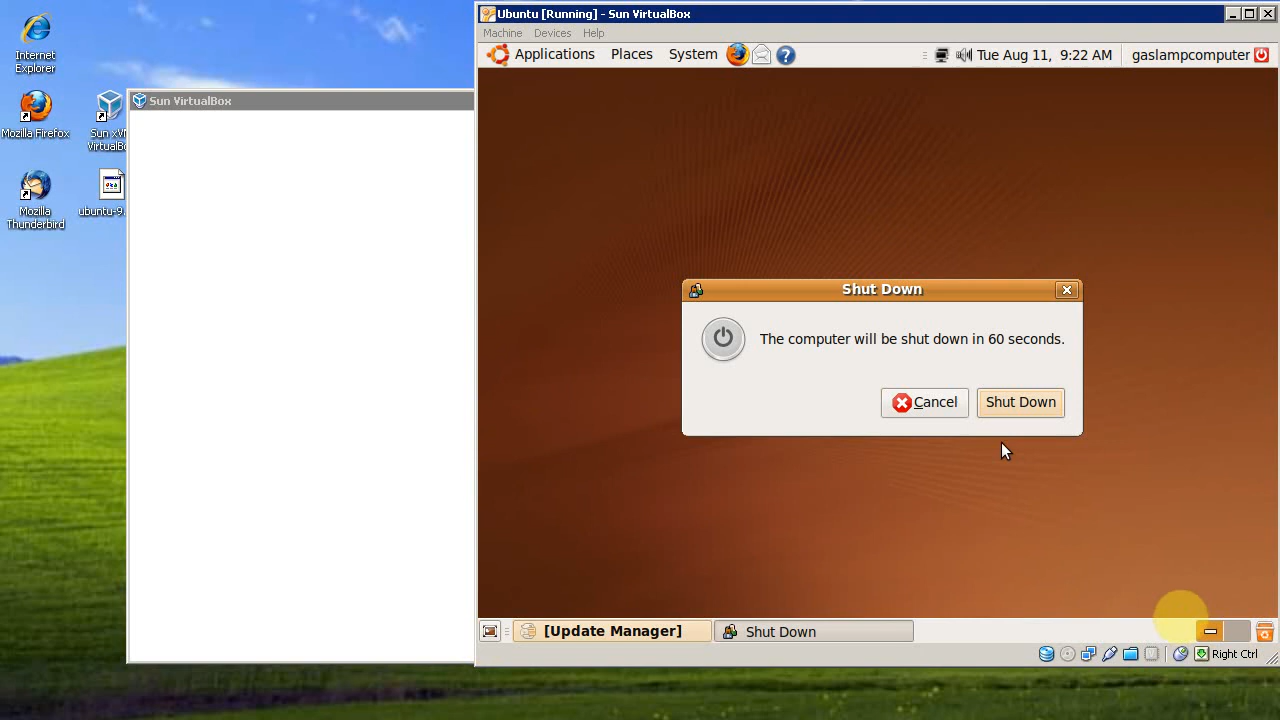 Internet
Explorer
Mozilla Firefox
Mozilla
Thunderbird
Sun xVM
VirtualBo
ubuntu-9.
Sun VirtualBox
Ubuntu [Running] - Sun VirtualBox
Machine Devices Help
Applications Places System Tue Aug 11, 9:22 AM gaslampcomputer
Shut Down
The computer will be shut down in 60 seconds.
Cancel Shut Down
[Update Manager] Shut Down
Right Ctrl